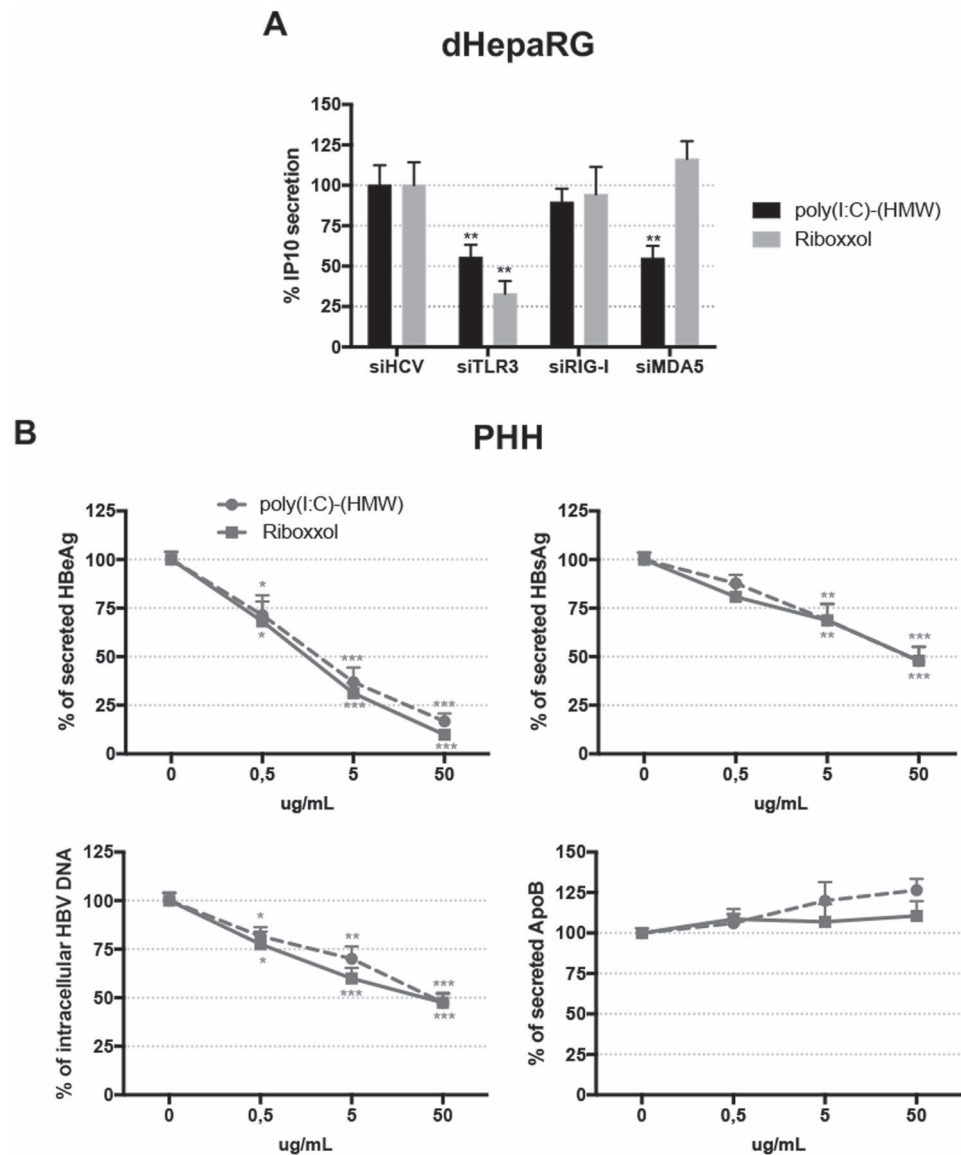 A
dHepaRG
% IP10 secretion
150
125
100
75
50
25
0
**
**
**
siHCV siTLR3 siRIG-I siMDA5
poly(I:C)-(HMW)
Riboxxol
B
PHH
poly(I:C)-(HMW)
Riboxxol
% of secreted HBeAg
125
100
75
50
25
0
*
*
***
***
***
***
0 0,5 5 50
ug/mL
% of secreted HBsAg
125
100
75
50
25
0
**
**
***
***
0 0,5 5 50
ug/mL
% of intracellular HBV DNA
125
100
75
50
25
0
*
*
**
***
***
***
0 0,5 5 50
ug/mL
% of secreted ApoB
150
125
100
75
50
25
0
0 0,5 5 50
ug/mL